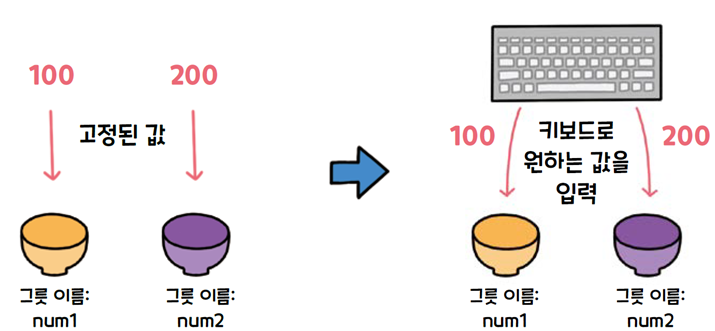 100
200
고정된 값
그릇 이름:
num1
그릇 이름:
num2
100
키보드로
원하는 값을
입력
200
그릇 이름:
num1
그릇 이름:
num2